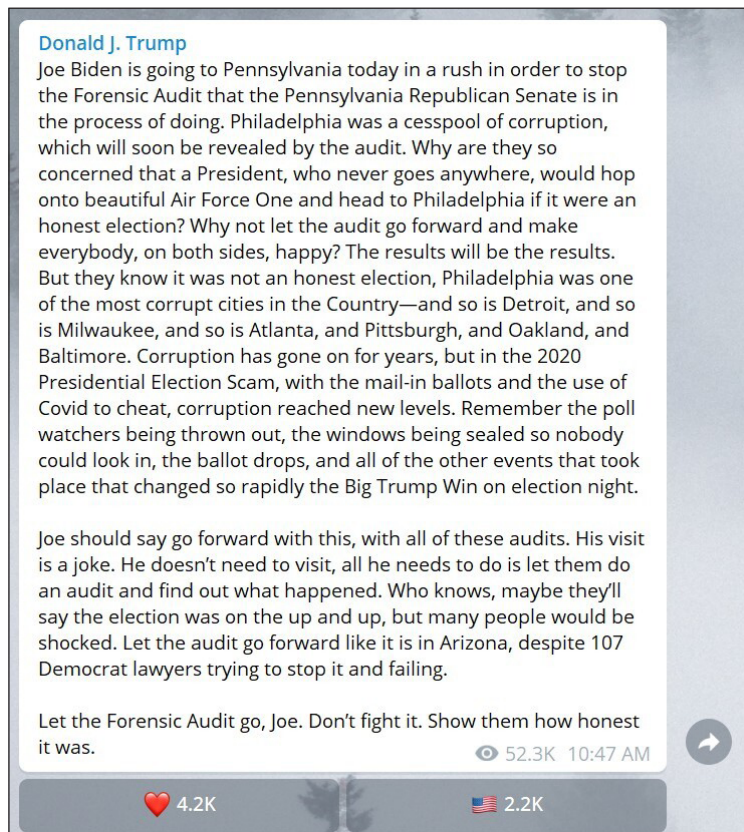 Donald J. Trump
Joe Biden is going to Pennsylvania today in a rush in order to stop
the Forensic Audit that the Pennsylvania Republican Senate is in
the process of doing. Philadelphia was a cesspool of corruption,
which will soon be revealed by the audit. Why are they so
concerned that a President, who never goes anywhere, would hop
onto beautiful Air Force One and head to Philadelphia if it were an
honest election? Why not let the audit go forward and make
everybody, on both sides, happy? The results will be the results.
But they know it was not an honest election, Philadelphia was one
of the most corrupt cities in the Country—and so is Detroit, and so
is Milwaukee, and so is Atlanta, and Pittsburgh, and Oakland, and
Baltimore. Corruption has gone on for years, but in the 2020
Presidential Election Scam, with the mail-in ballots and the use of
Covid to cheat, corruption reached new levels. Remember the poll
watchers being thrown out, the windows being sealed so nobody
could look in, the ballot drops, and all of the other events that took
place that changed so rapidly the Big Trump Win on election night.
Joe should say go forward with this, with all of these audits. His visit
is a joke. He doesn’t need to visit, all he needs to do is let them do
an audit and find out what happened. Who knows, maybe they’ll
say the election was on the up and up, but many people would be
shocked. Let the audit go forward like it is in Arizona, despite 107
Democrat lawyers trying to stop it and failing.
Let the Forensic Audit go, Joe. Don’t fight it. Show them how honest
it was.
52.3K 10:47 AM
❤️ 4.2K
🇺🇸 2.2K